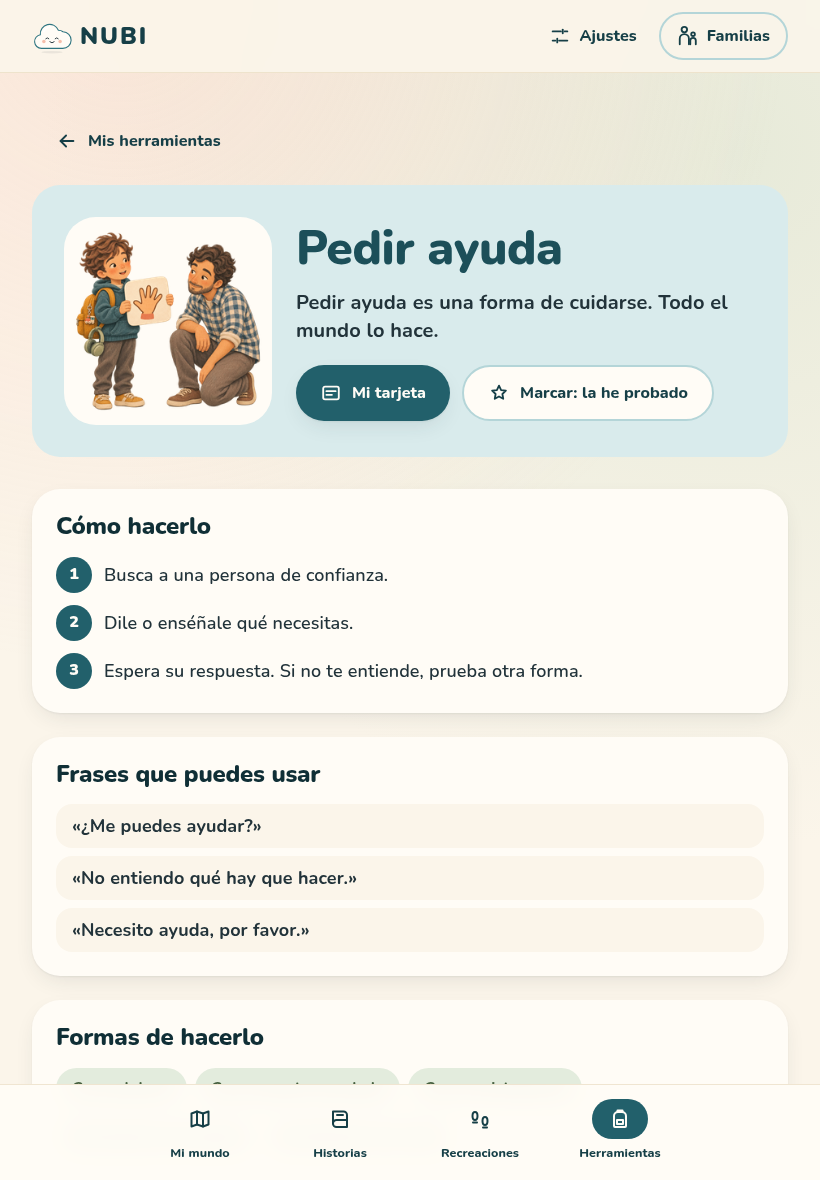 NUBI
Ajustes
Familias
Mis herramientas
Pedir ayuda
Pedir ayuda es una forma de cuidarse. Todo el
mundo lo hace.
Mi tarjeta
Marcar: la he probado
Cómo hacerlo
1 Busca a una persona de confianza.
2 Dile o enséñale qué necesitas.
3 Espera su respuesta. Si no te entiende, prueba otra forma.
Frases que puedes usar
«¿Me puedes ayudar?»
«No entiendo qué hay que hacer.»
«Necesito ayuda, por favor.»
Formas de hacerlo
Mi mundo
Historias
Recreaciones
Herramientas